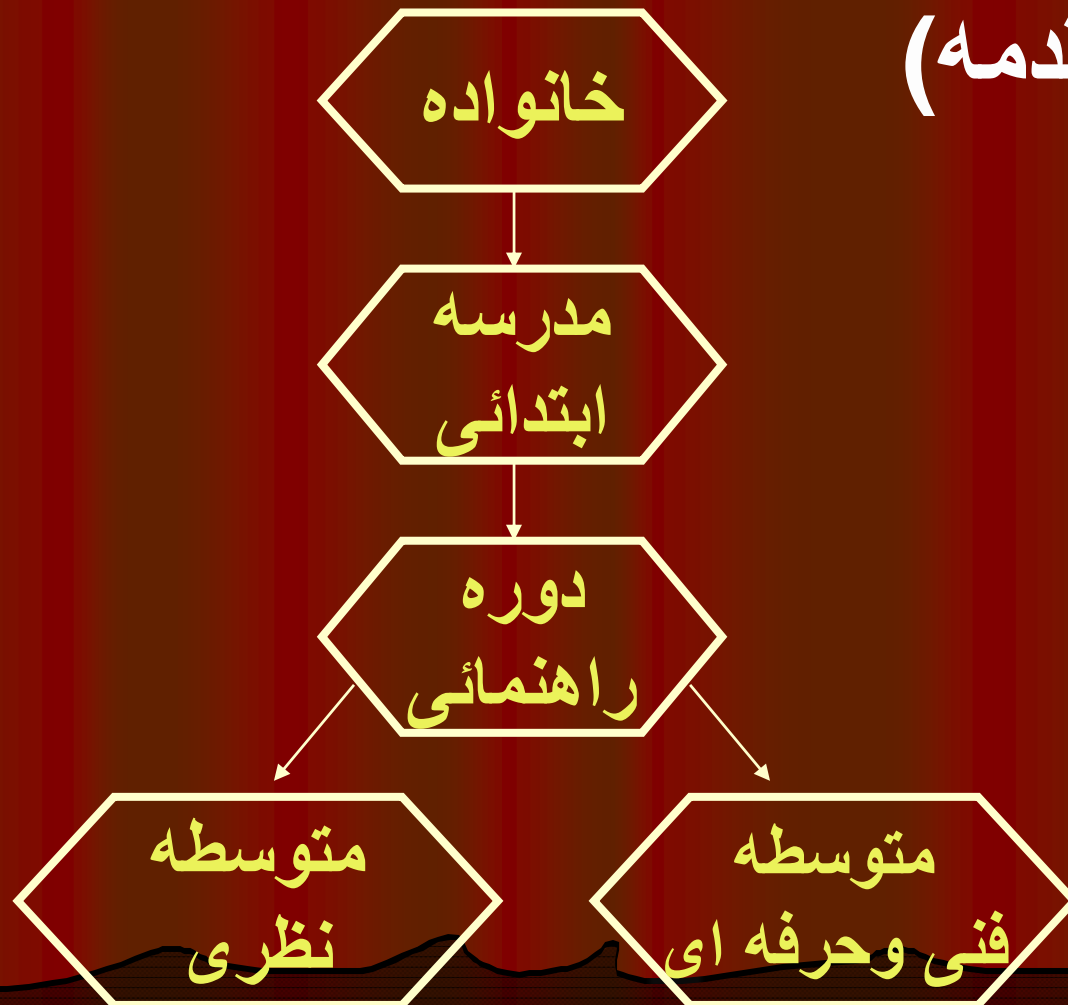 خانواده
مدرسه
ابتدائی
دوره
راهنمائی
متوسطه
فنی وحرفه ای
متوسطه
نظری